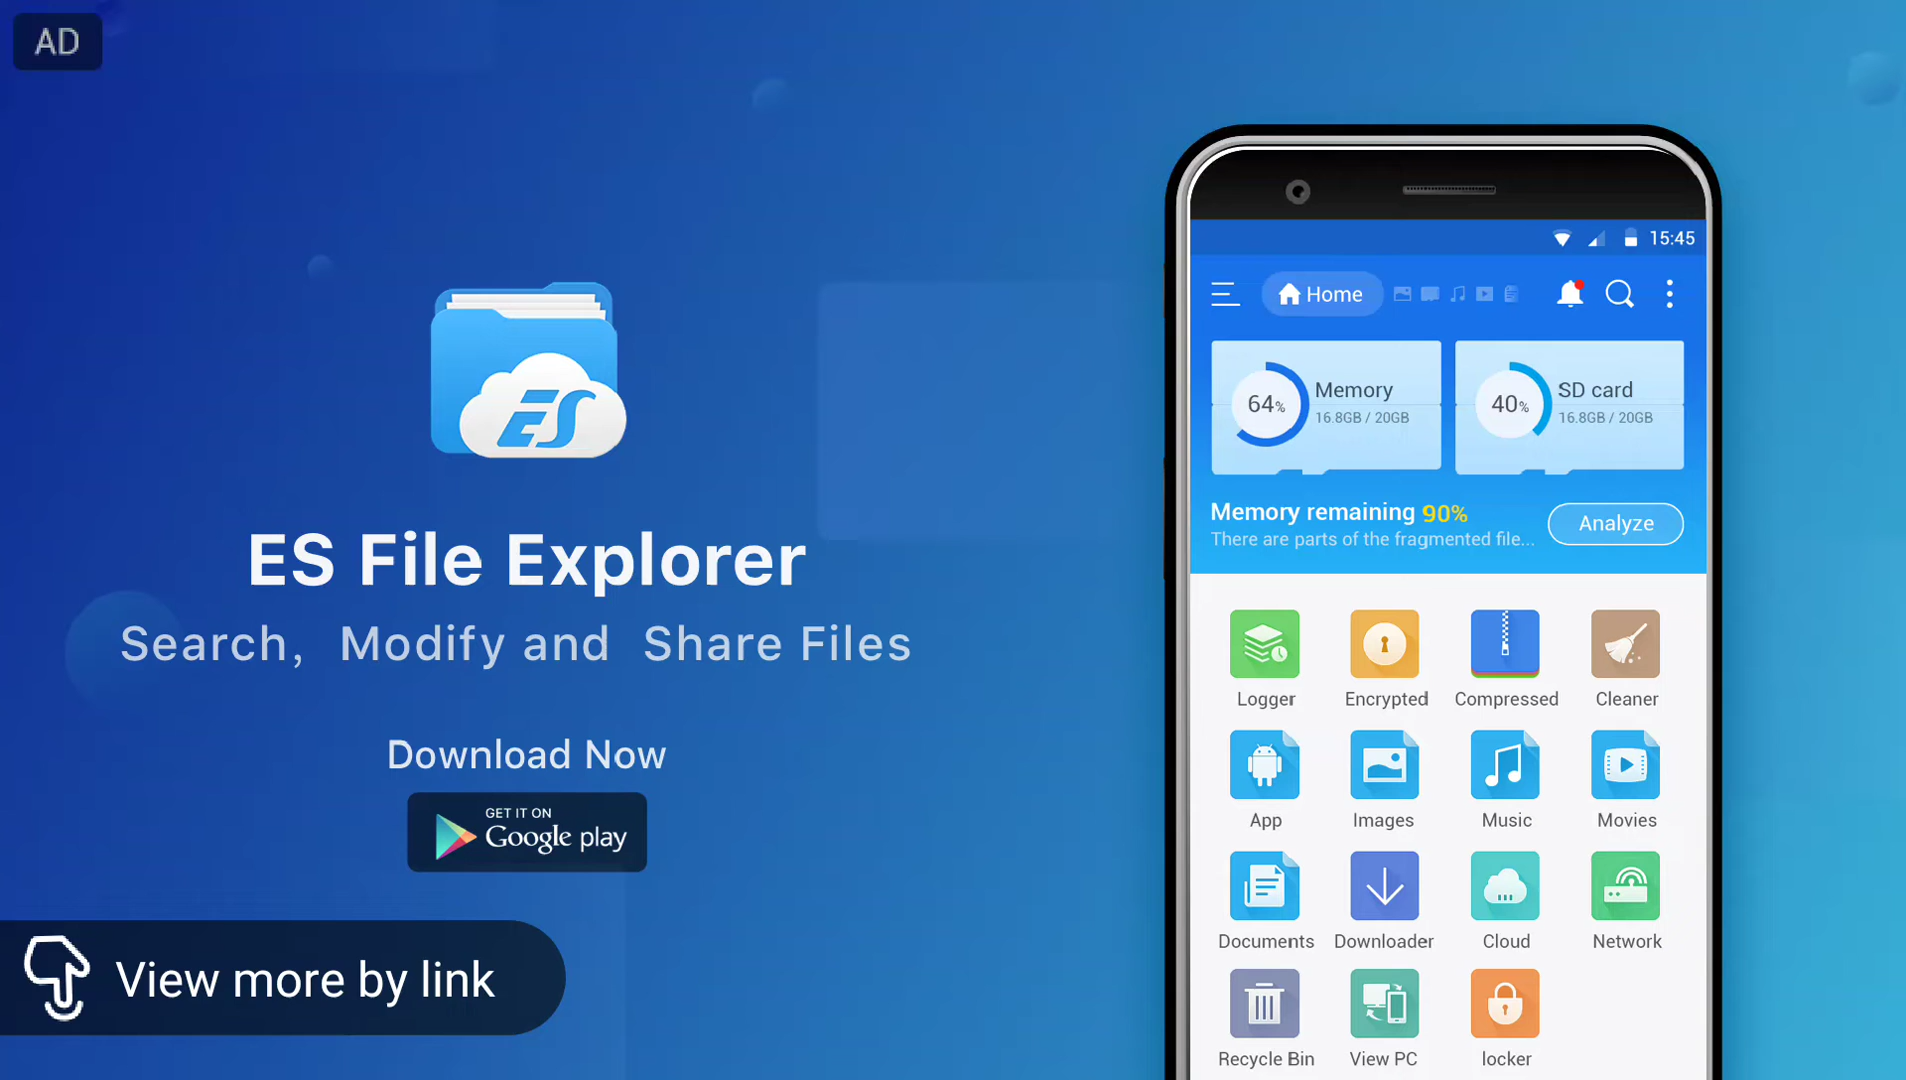 AD
ES
ES File Explorer
Search, Modify and Share Files
Download Now
GET IT ON
Google play
View more by link
15:45
Home
64%
Memory
16.8GB / 20GB
40%
SD card
16.8GB / 20GB
Memory remaining 90%
There are parts of the fragmented file...
Analyze
Logger Encrypted Compressed Cleaner
App Images Music Movies
Documents Downloader Cloud Network
Recycle Bin View PC locker